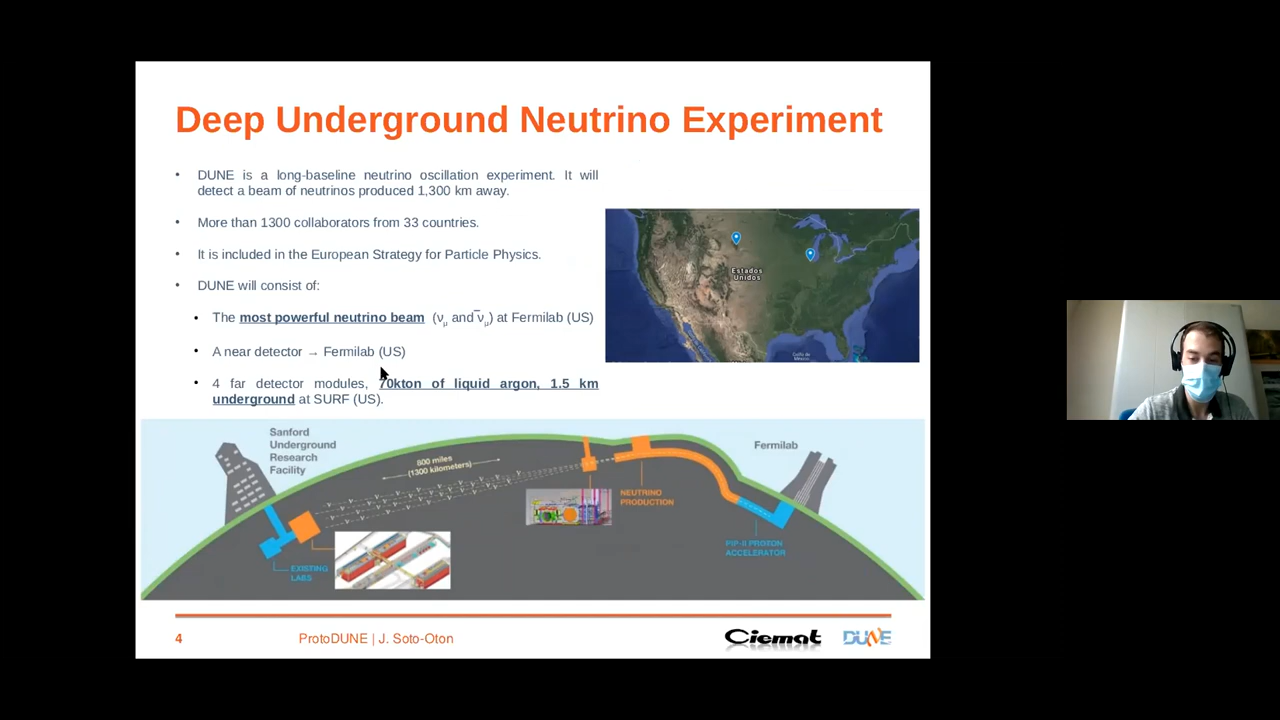 Deep Underground Neutrino Experiment
• DUNE is a long-baseline neutrino oscillation experiment. It will
detect a beam of neutrinos produced 1,300 km away.
• More than 1300 collaborators from 33 countries.
• It is included in the European Strategy for Particle Physics.
• DUNE will consist of:
• The most powerful neutrino beam (νμ and ν̅μ) at Fermilab (US)
• A near detector → Fermilab (US)
• 4 far detector modules, 70kton of liquid argon, 1.5 km
underground at SURF (US).
Estados
Unidos
Golfo de
México
Sanford
Underground
Research
Facility
800 miles
(1300 kilometers)
Fermilab
NEUTRINO
PRODUCTION
PIP-II PROTON
ACCELERATOR
EXISTING
LABS
4
ProtoDUNE | J. Soto-Oton
Ciemat
DUNE